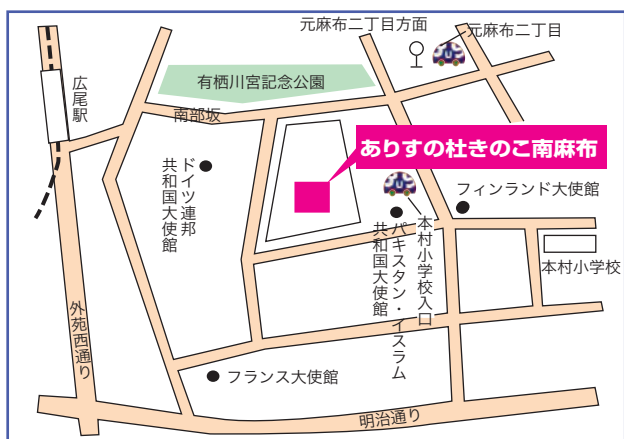 元麻布二丁目方面
元麻布二丁目
広尾駅
有栖川宮記念公園
南部坂
ありすの杜きのこ南麻布
ドイツ連邦
共和国大使館
フィンランド大使館
本村小学校入口
パキスタン・イスラム
共和国大使館
本村小学校
外苑西通り
フランス大使館
明治通り